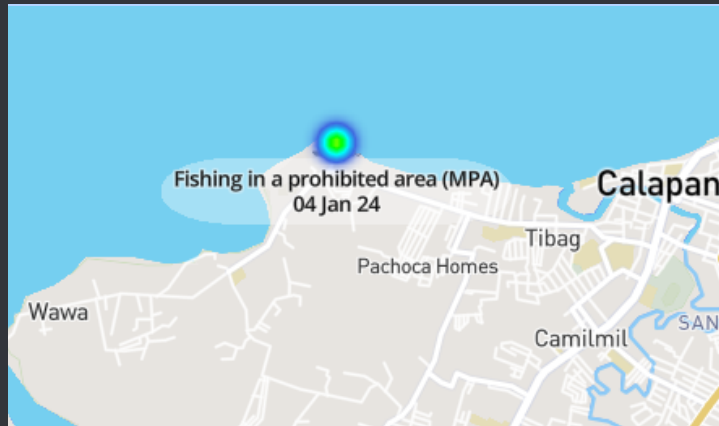 Fishing in a prohibited area (MPA)
04 Jan 24
Calapan
Tibag
Pachoca Homes
Wawa
SAN
Camilmil